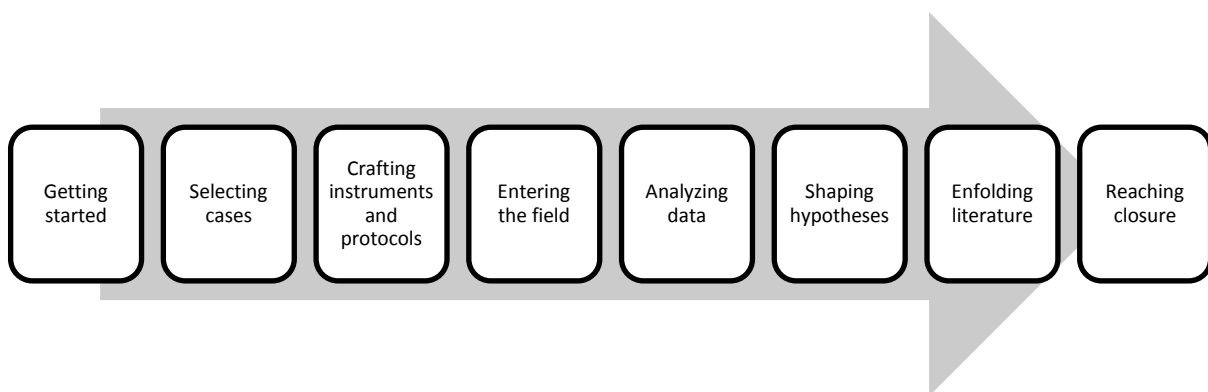 Getting
started
Selecting
cases
Crafting
instruments
and
protocols
Entering
the field
Analyzing
data
Shaping
hypotheses
Enfolding
literature
Reaching
closure